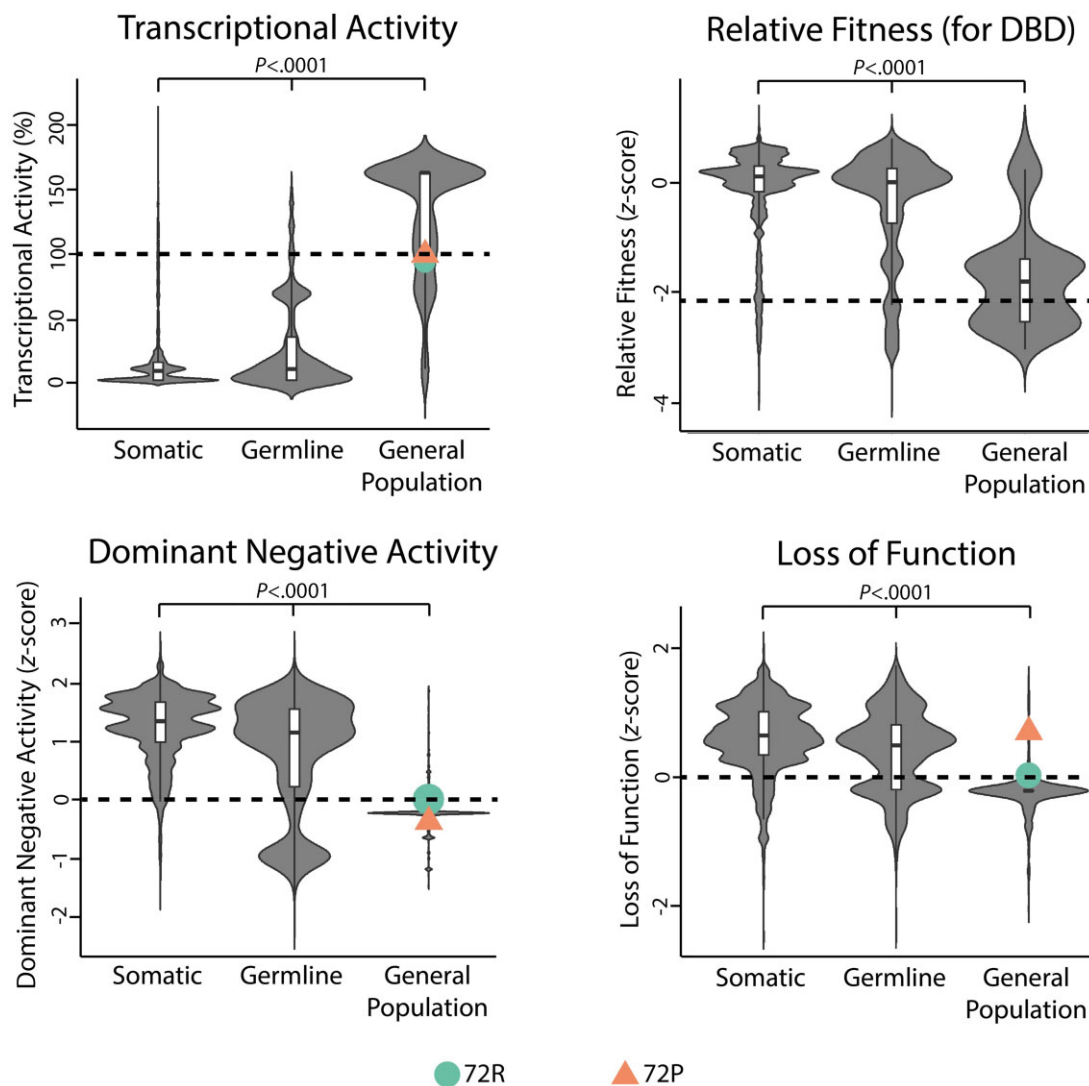 Transcriptional Activity
P<.0001
Transcriptional Activity (%)
200
150
100
50
0
Somatic
Germline
General
Population
Relative Fitness (for DBD)
P<.0001
Relative Fitness (z-score)
0
-2
-4
Somatic
Germline
General
Population
Dominant Negative Activity
P<.0001
Dominant Negative Activity (z-score)
3
2
1
0
-1
-2
Somatic
Germline
General
Population
Loss of Function
P<.0001
Loss of Function (z-score)
2
0
-2
Somatic
Germline
General
Population
72R
72P